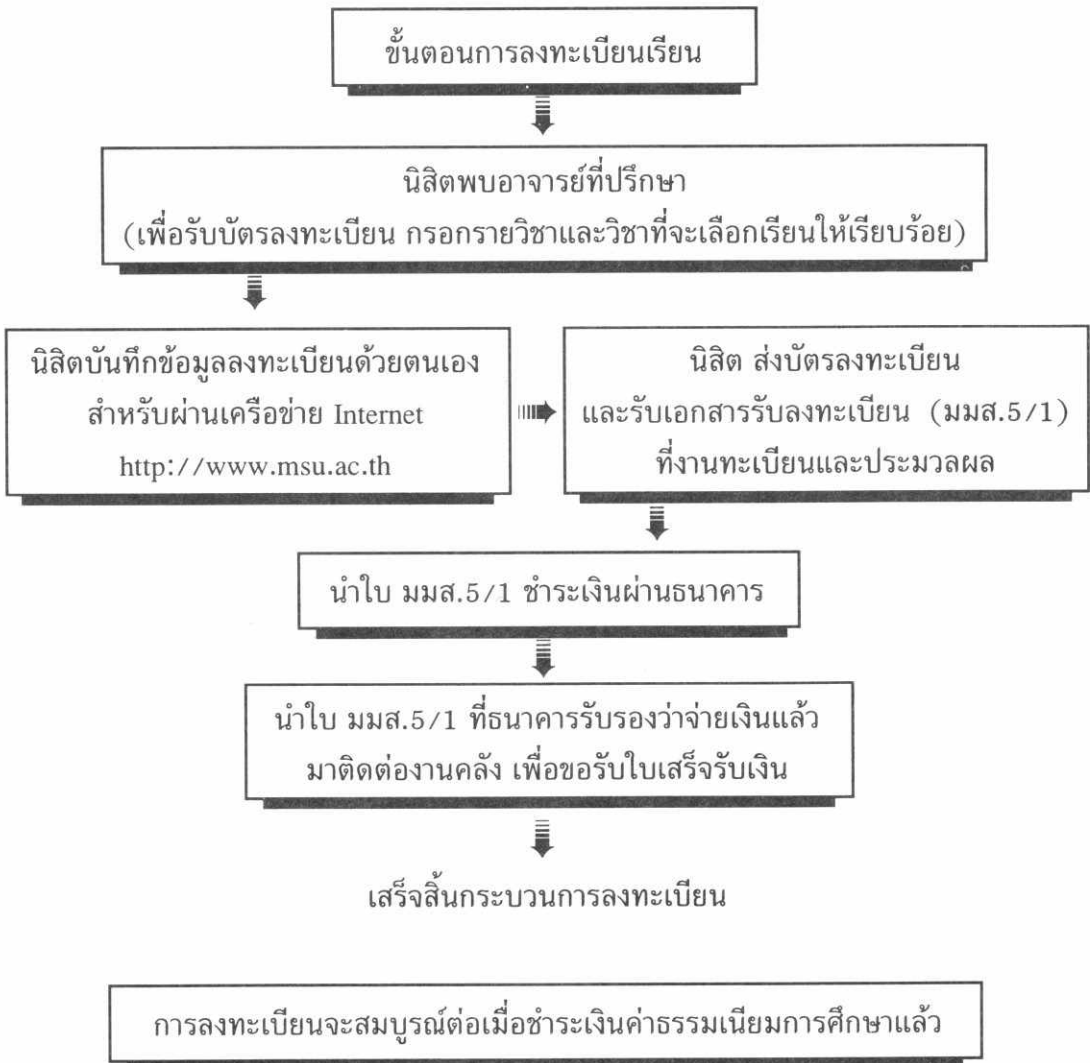 ขั้นตอนการลงทะเบียนเรียน
นิสิตพบอาจารย์ที่ปรึกษา
(เพื่อรับบัตรลงทะเบียน กรอกรายวิชาและวิชาที่จะเลือกเรียนให้เรียบร้อย)
นิสิตบันทึกข้อมูลลงทะเบียนด้วยตนเอง
สำหรับผ่านเครือข่าย Internet
http://www.msu.ac.th
นิสิต ส่งบัตรลงทะเบียน
และรับเอกสารรับลงทะเบียน (มมส.5/1)
ที่งานทะเบียนและประมวลผล
นำใบ มมส.5/1 ชำระเงินผ่านธนาคาร
นำใบ มมส.5/1 ที่ธนาคารรับรองว่าจ่ายเงินแล้ว
มาติดต่องานคลัง เพื่อขอรับใบเสร็จรับเงิน
เสร็จสิ้นกระบวนการลงทะเบียน
การลงทะเบียนจะสมบูรณ์ต่อเมื่อชำระเงินค่าธรรมเนียมการศึกษาแล้ว